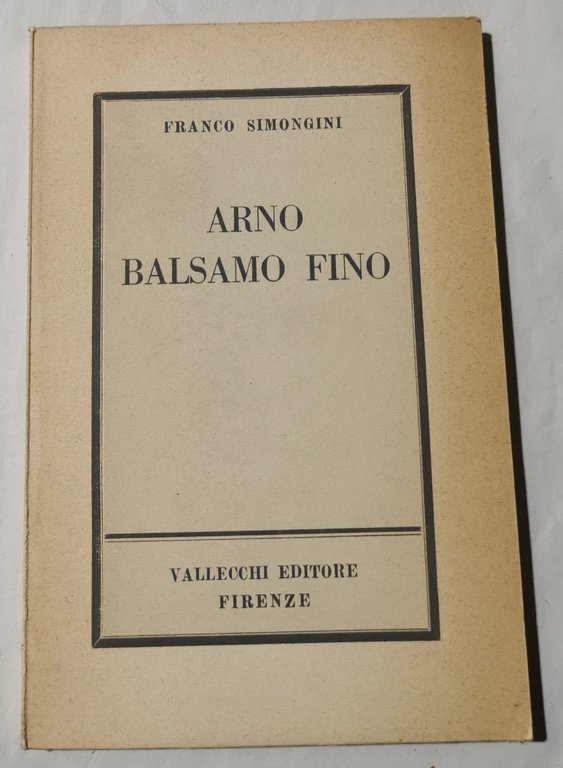 FRANCO SIMONGINI
ARNO
BALSAMO FINO
VALLECCHI EDITORE
FIRENZE